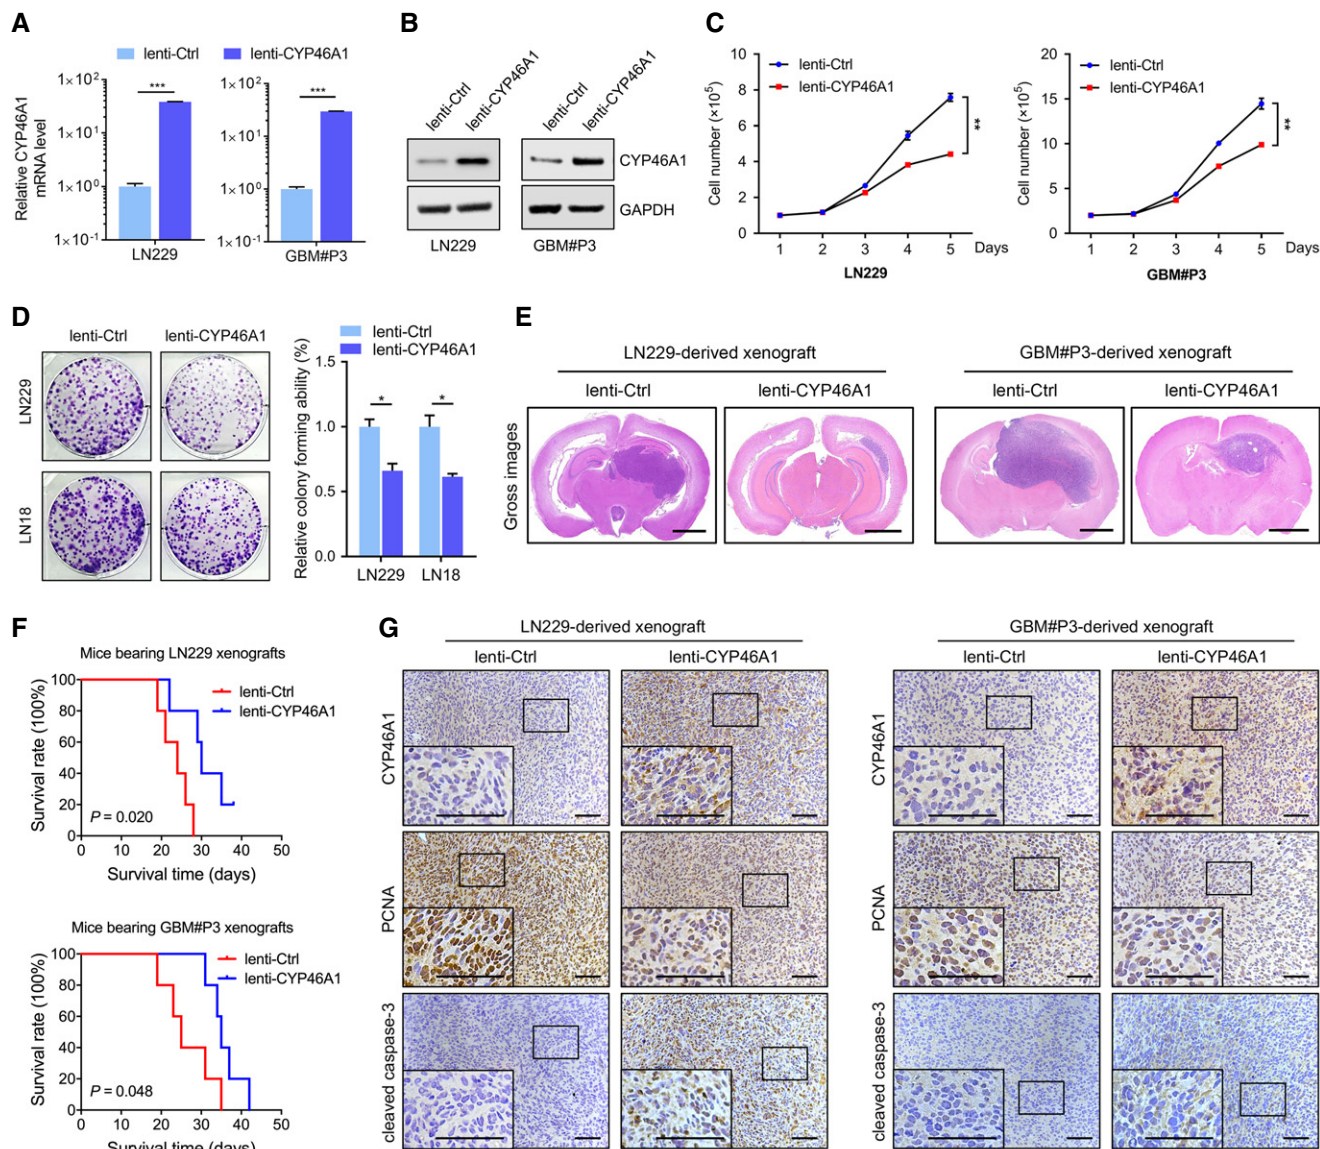 A
lenti-Ctrl
lenti-CYP46A1
Relative CYP46A1
mRNA level
1×10²
1×10¹
1×10⁰
1×10⁻¹
***
LN229
1×10²
1×10¹
1×10⁰
1×10⁻¹
***
GBM#P3
B
lenti-Ctrl
lenti-CYP46A1
lenti-Ctrl
lenti-CYP46A1
CYP46A1
GAPDH
LN229
GBM#P3
C
Cell number (×10⁵)
10
8
6
4
2
0
lenti-Ctrl
lenti-CYP46A1
**
1 2 3 4 5 Days
LN229
Cell number (×10⁵)
20
15
10
5
0
lenti-Ctrl
lenti-CYP46A1
**
1 2 3 4 5 Days
GBM#P3
D
lenti-Ctrl
lenti-CYP46A1
LN229
LN18
lenti-Ctrl
lenti-CYP46A1
Relative colony forming ability (%)
1.5
1.0
0.5
0.0
*
*
LN229
LN18
E
LN229-derived xenograft
GBM#P3-derived xenograft
lenti-Ctrl
lenti-CYP46A1
lenti-Ctrl
lenti-CYP46A1
Gross images
F
Mice bearing LN229 xenografts
Survival rate (100%)
100
80
60
40
20
0
lenti-Ctrl
lenti-CYP46A1
P = 0.020
0 10 20 30 40 50
Survival time (days)
Mice bearing GBM#P3 xenografts
Survival rate (100%)
100
80
60
40
20
0
lenti-Ctrl
lenti-CYP46A1
P = 0.048
0 10 20 30 40 50
Survival time (days)
G
LN229-derived xenograft
GBM#P3-derived xenograft
lenti-Ctrl
lenti-CYP46A1
lenti-Ctrl
lenti-CYP46A1
CYP46A1
CYP46A1
PCNA
PCNA
cleaved caspase-3
cleaved caspase-3